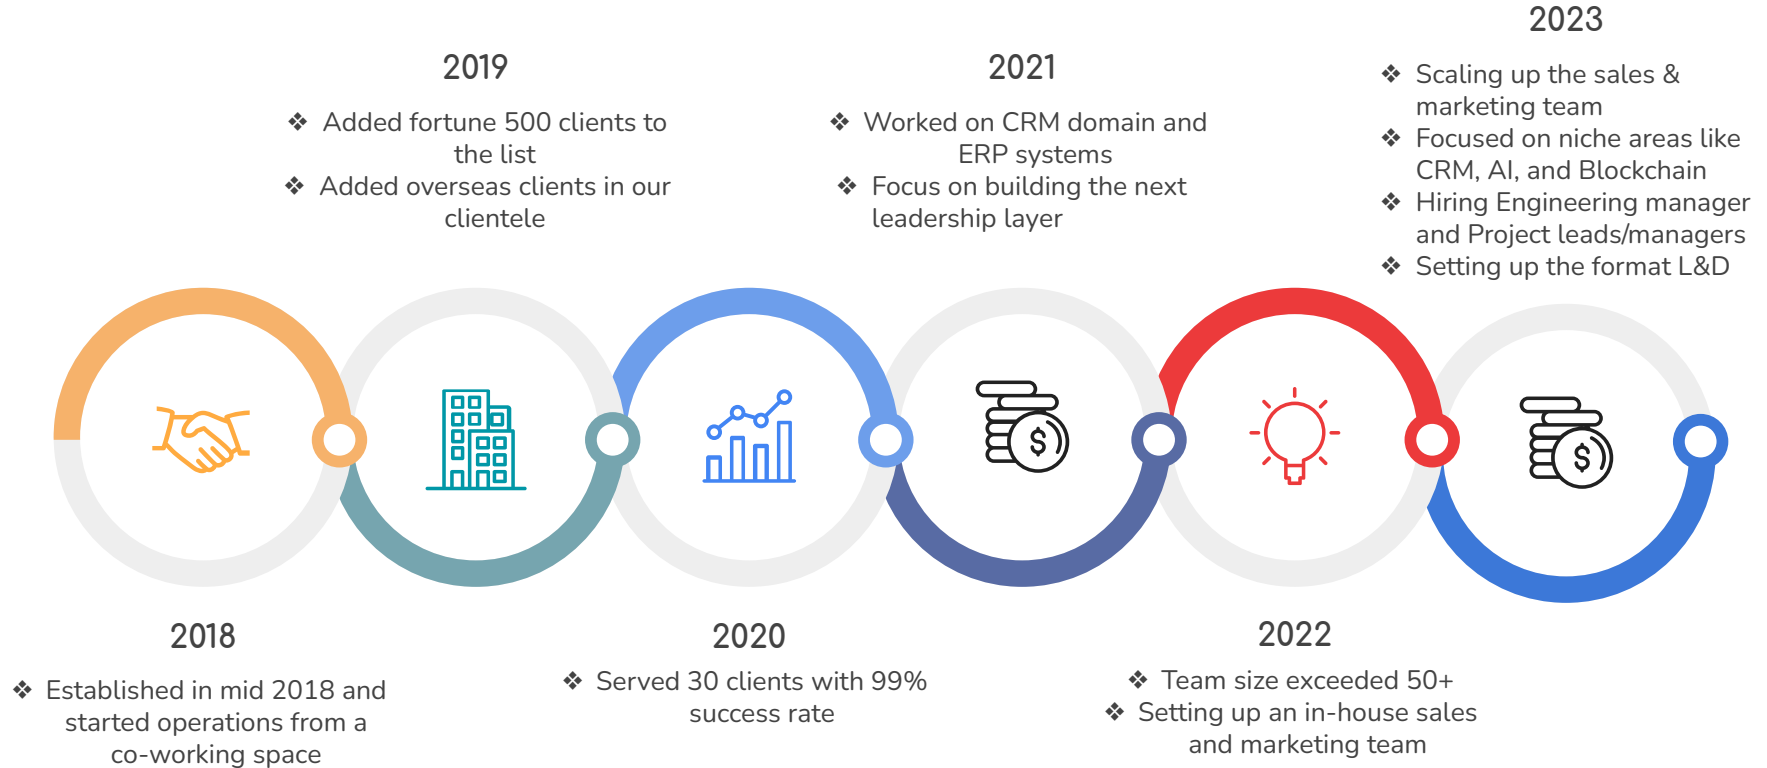 2018
❖ Established in mid 2018 and
started operations from a
co-working space
2019
❖ Added fortune 500 clients to
the list
❖ Added overseas clients in our
clientele
2020
❖ Served 30 clients with 99%
success rate
2021
❖ Worked on CRM domain and
ERP systems
❖ Focus on building the next
leadership layer
2022
❖ Team size exceeded 50+
❖ Setting up an in-house sales
and marketing team
2023
❖ Scaling up the sales &
marketing team
❖ Focused on niche areas like
CRM, AI, and Blockchain
❖ Hiring Engineering manager
and Project leads/managers
❖ Setting up the format L&D
$
$